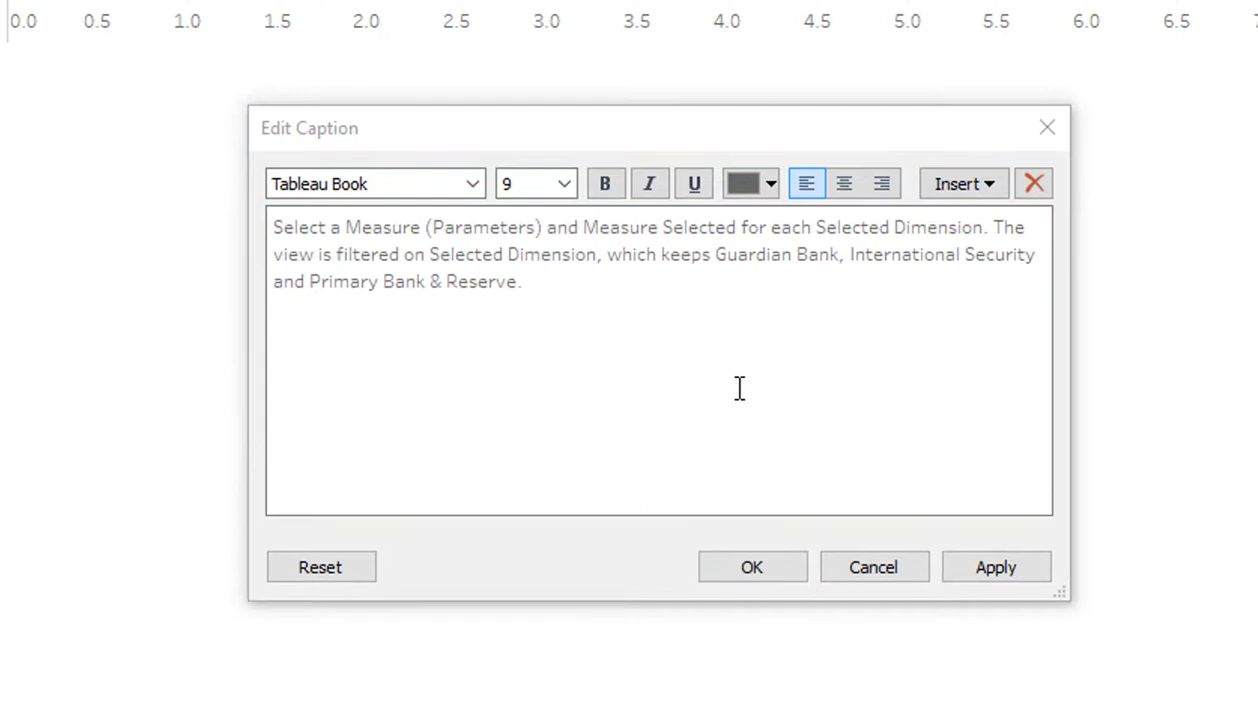 0.0 0.5 1.0 1.5 2.0 2.5 3.0 3.5 4.0 4.5 5.0 5.5 6.0 6.5
Edit Caption
Tableau Book 9 B I U Insert
Select a Measure (Parameters) and Measure Selected for each Selected Dimension. The
view is filtered on Selected Dimension, which keeps Guardian Bank, International Security
and Primary Bank & Reserve.
Reset OK Cancel Apply